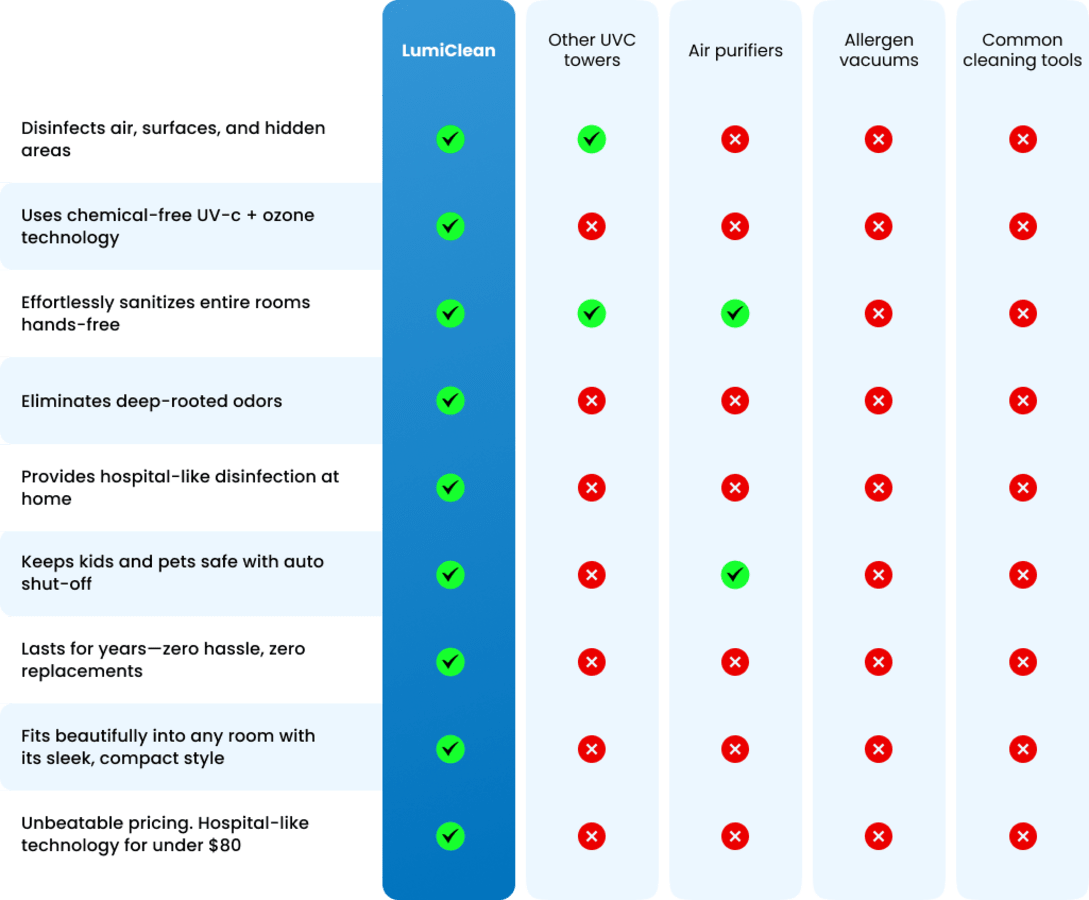 LumiClean
Other UVC
towers
Air purifiers
Allergen
vacuums
Common
cleaning tools
Disinfects air, surfaces, and hidden
areas
Uses chemical-free UV-c + ozone
technology
Effortlessly sanitizes entire rooms
hands-free
Eliminates deep-rooted odors
Provides hospital-like disinfection at
home
Keeps kids and pets safe with auto
shut-off
Lasts for years—zero hassle, zero
replacements
Fits beautifully into any room with
its sleek, compact style
Unbeatable pricing. Hospital-like
technology for under $80